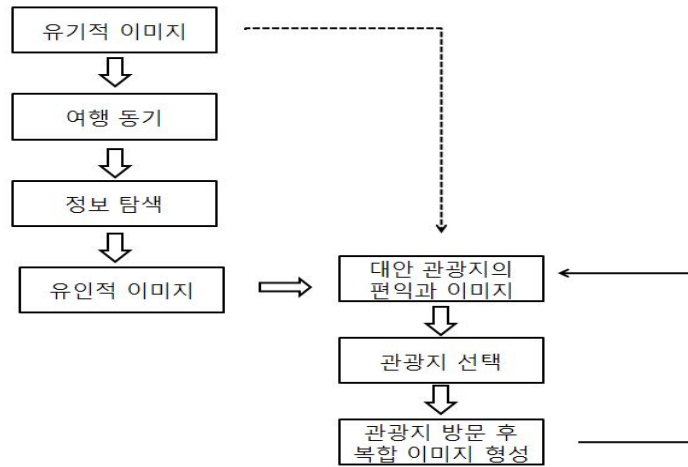 유기적 이미지
여행 동기
정보 탐색
유인적 이미지
대안 관광지의
편익과 이미지
관광지 선택
관광지 방문 후
복합 이미지 형성